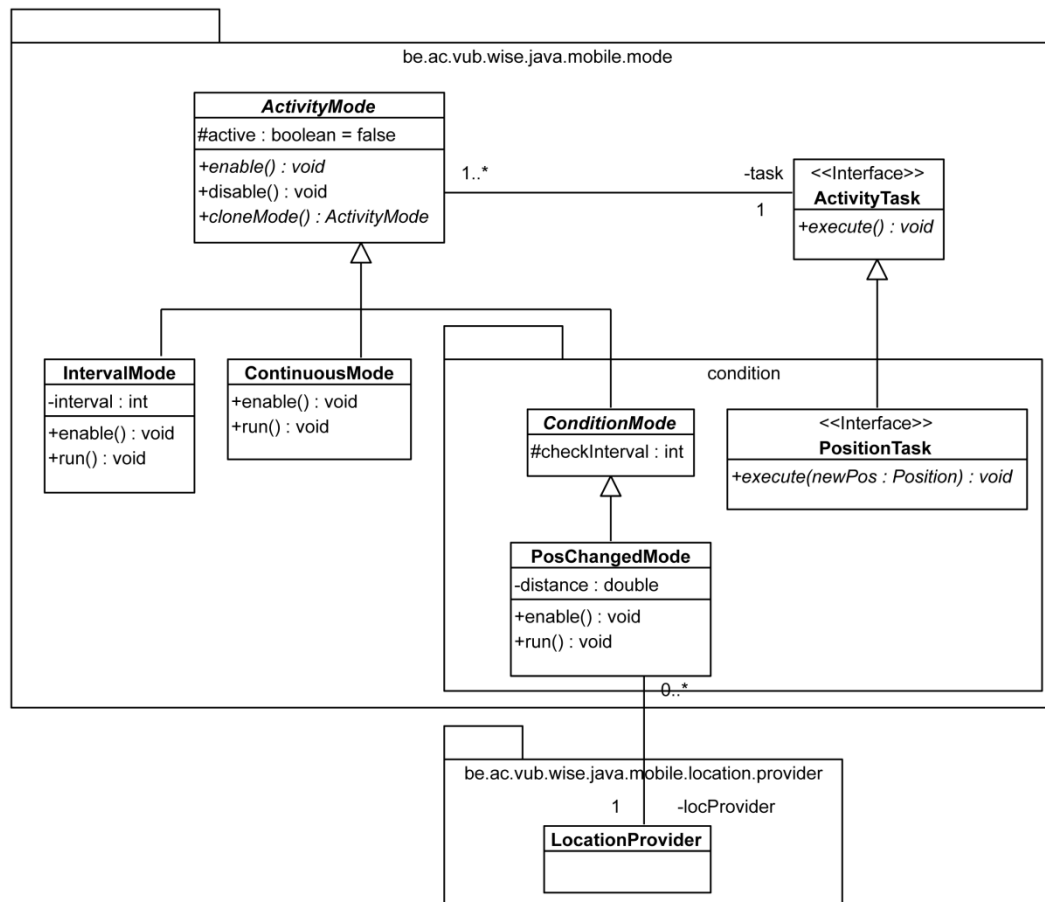 be.ac.vub.wise.java.mobile.mode
ActivityMode
#active : boolean = false
+enable() : void
+disable() : void
+cloneMode() : ActivityMode
1..*
-task
1
<<Interface>>
ActivityTask
+execute() : void
IntervalMode
-interval : int
+enable() : void
+run() : void
ContinuousMode
+enable() : void
+run() : void
condition
ConditionMode
#checkInterval : int
<<Interface>>
PositionTask
+execute(newPos : Position) : void
PosChangedMode
-distance : double
+enable() : void
+run() : void
0..*
be.ac.vub.wise.java.mobile.location.provider
1
-locProvider
LocationProvider